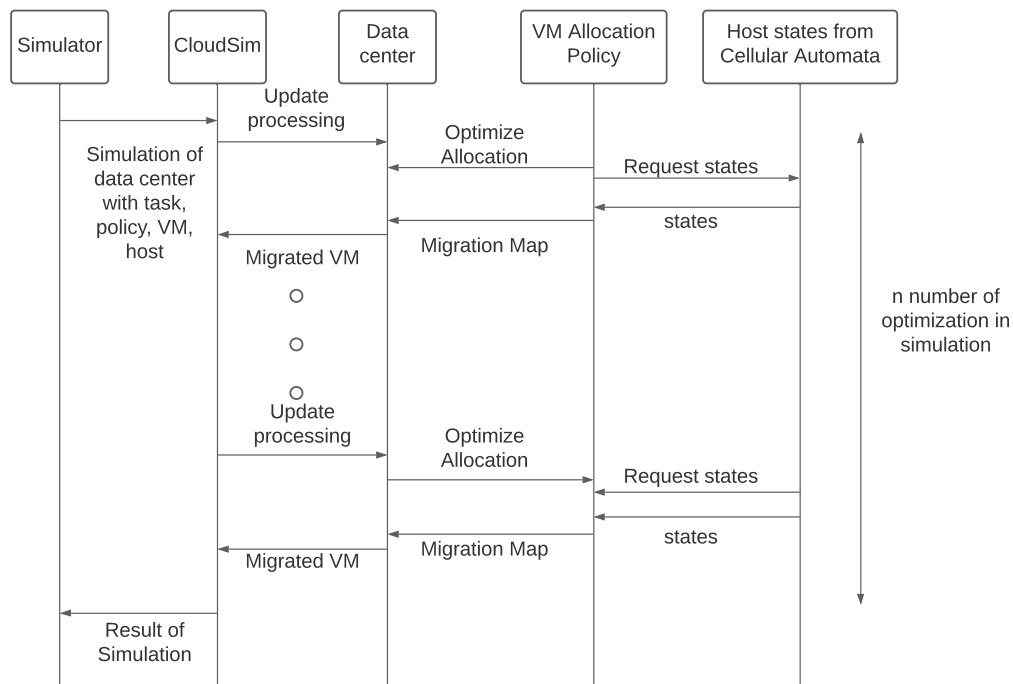 Simulator
CloudSim
Data
center
VM Allocation
Policy
Host states from
Cellular Automata
Update
processing
Optimize
Allocation
Request states
Simulation of
data center
with task,
policy, VM,
host
states
Migration Map
Migrated VM
n number of
optimization in
simulation
Update
processing
Optimize
Allocation
Request states
states
Migration Map
Migrated VM
Result of
Simulation